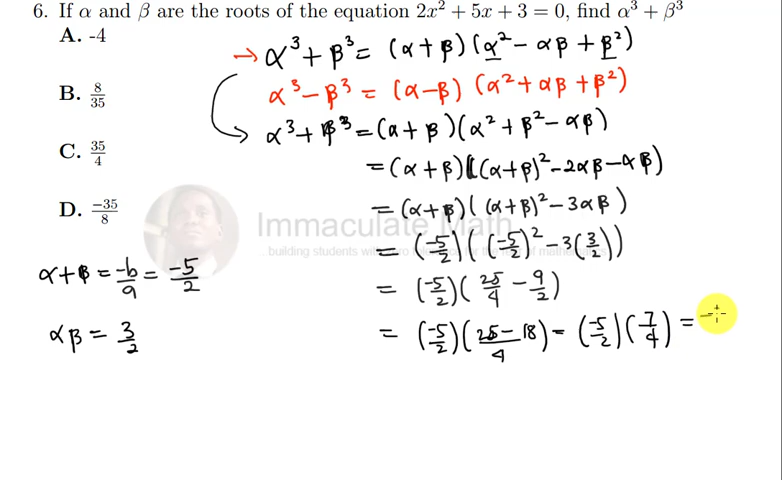 6. If α and β are the roots of the equation 2x² + 5x + 3 = 0, find α³ + β³
A. -4
B. 8/35
C. 35/4
D. -35/8
→ α³ + β³ = (α+β)(α² - αβ + β²)
α³ - β³ = (α-β)(α² + αβ + β²)
α³ + β³ = (α+β)(α² + β² - αβ)
= (α+β)((α+β)² - 2αβ - αβ)
= (α+β)((α+β)² - 3αβ)
= (-5/2)((-5/2)² - 3(3/2))
= (-5/2)(25/4 - 9/2)
= (-5/2)((25-18)/4) = (-5/2)(7/4) = -
α+β = -b/a = -5/2
αβ = 3/2
Immaculate Math